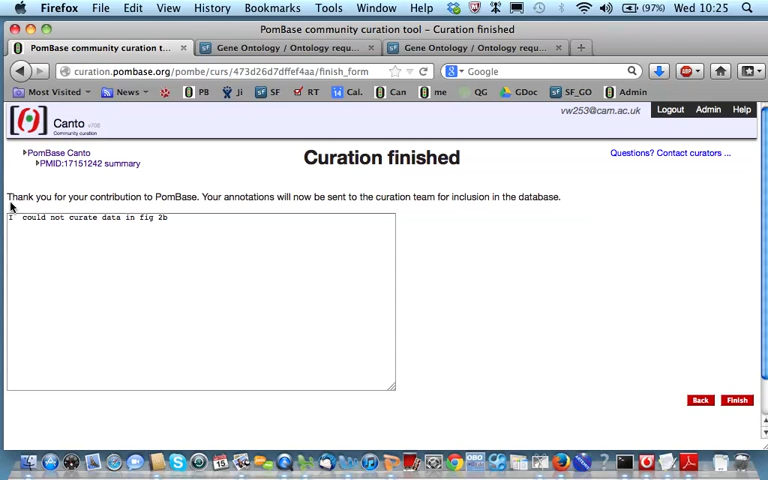 Firefox File Edit View History Bookmarks Tools Window Help (97%) Wed 10:25
PomBase community curation tool - Curation finished
PomBase community curation t... Gene Ontology / Ontology requ... Gene Ontology / Ontology requ...
curation.pombase.org/pombe/curs/473d26d7dffef4aa/finish_form Google
Most Visited News PB Ji SF RT Cal. Can me QG GDoc SF_GO Admin
vw253@cam.ac.uk Logout Admin Help
Canto v708
Community curation
PomBase Canto
PMID:17151242 summary
Curation finished
Questions? Contact curators ...
Thank you for your contribution to PomBase. Your annotations will now be sent to the curation team for inclusion in the database.
I could not curate data in fig 2b
Back Finish